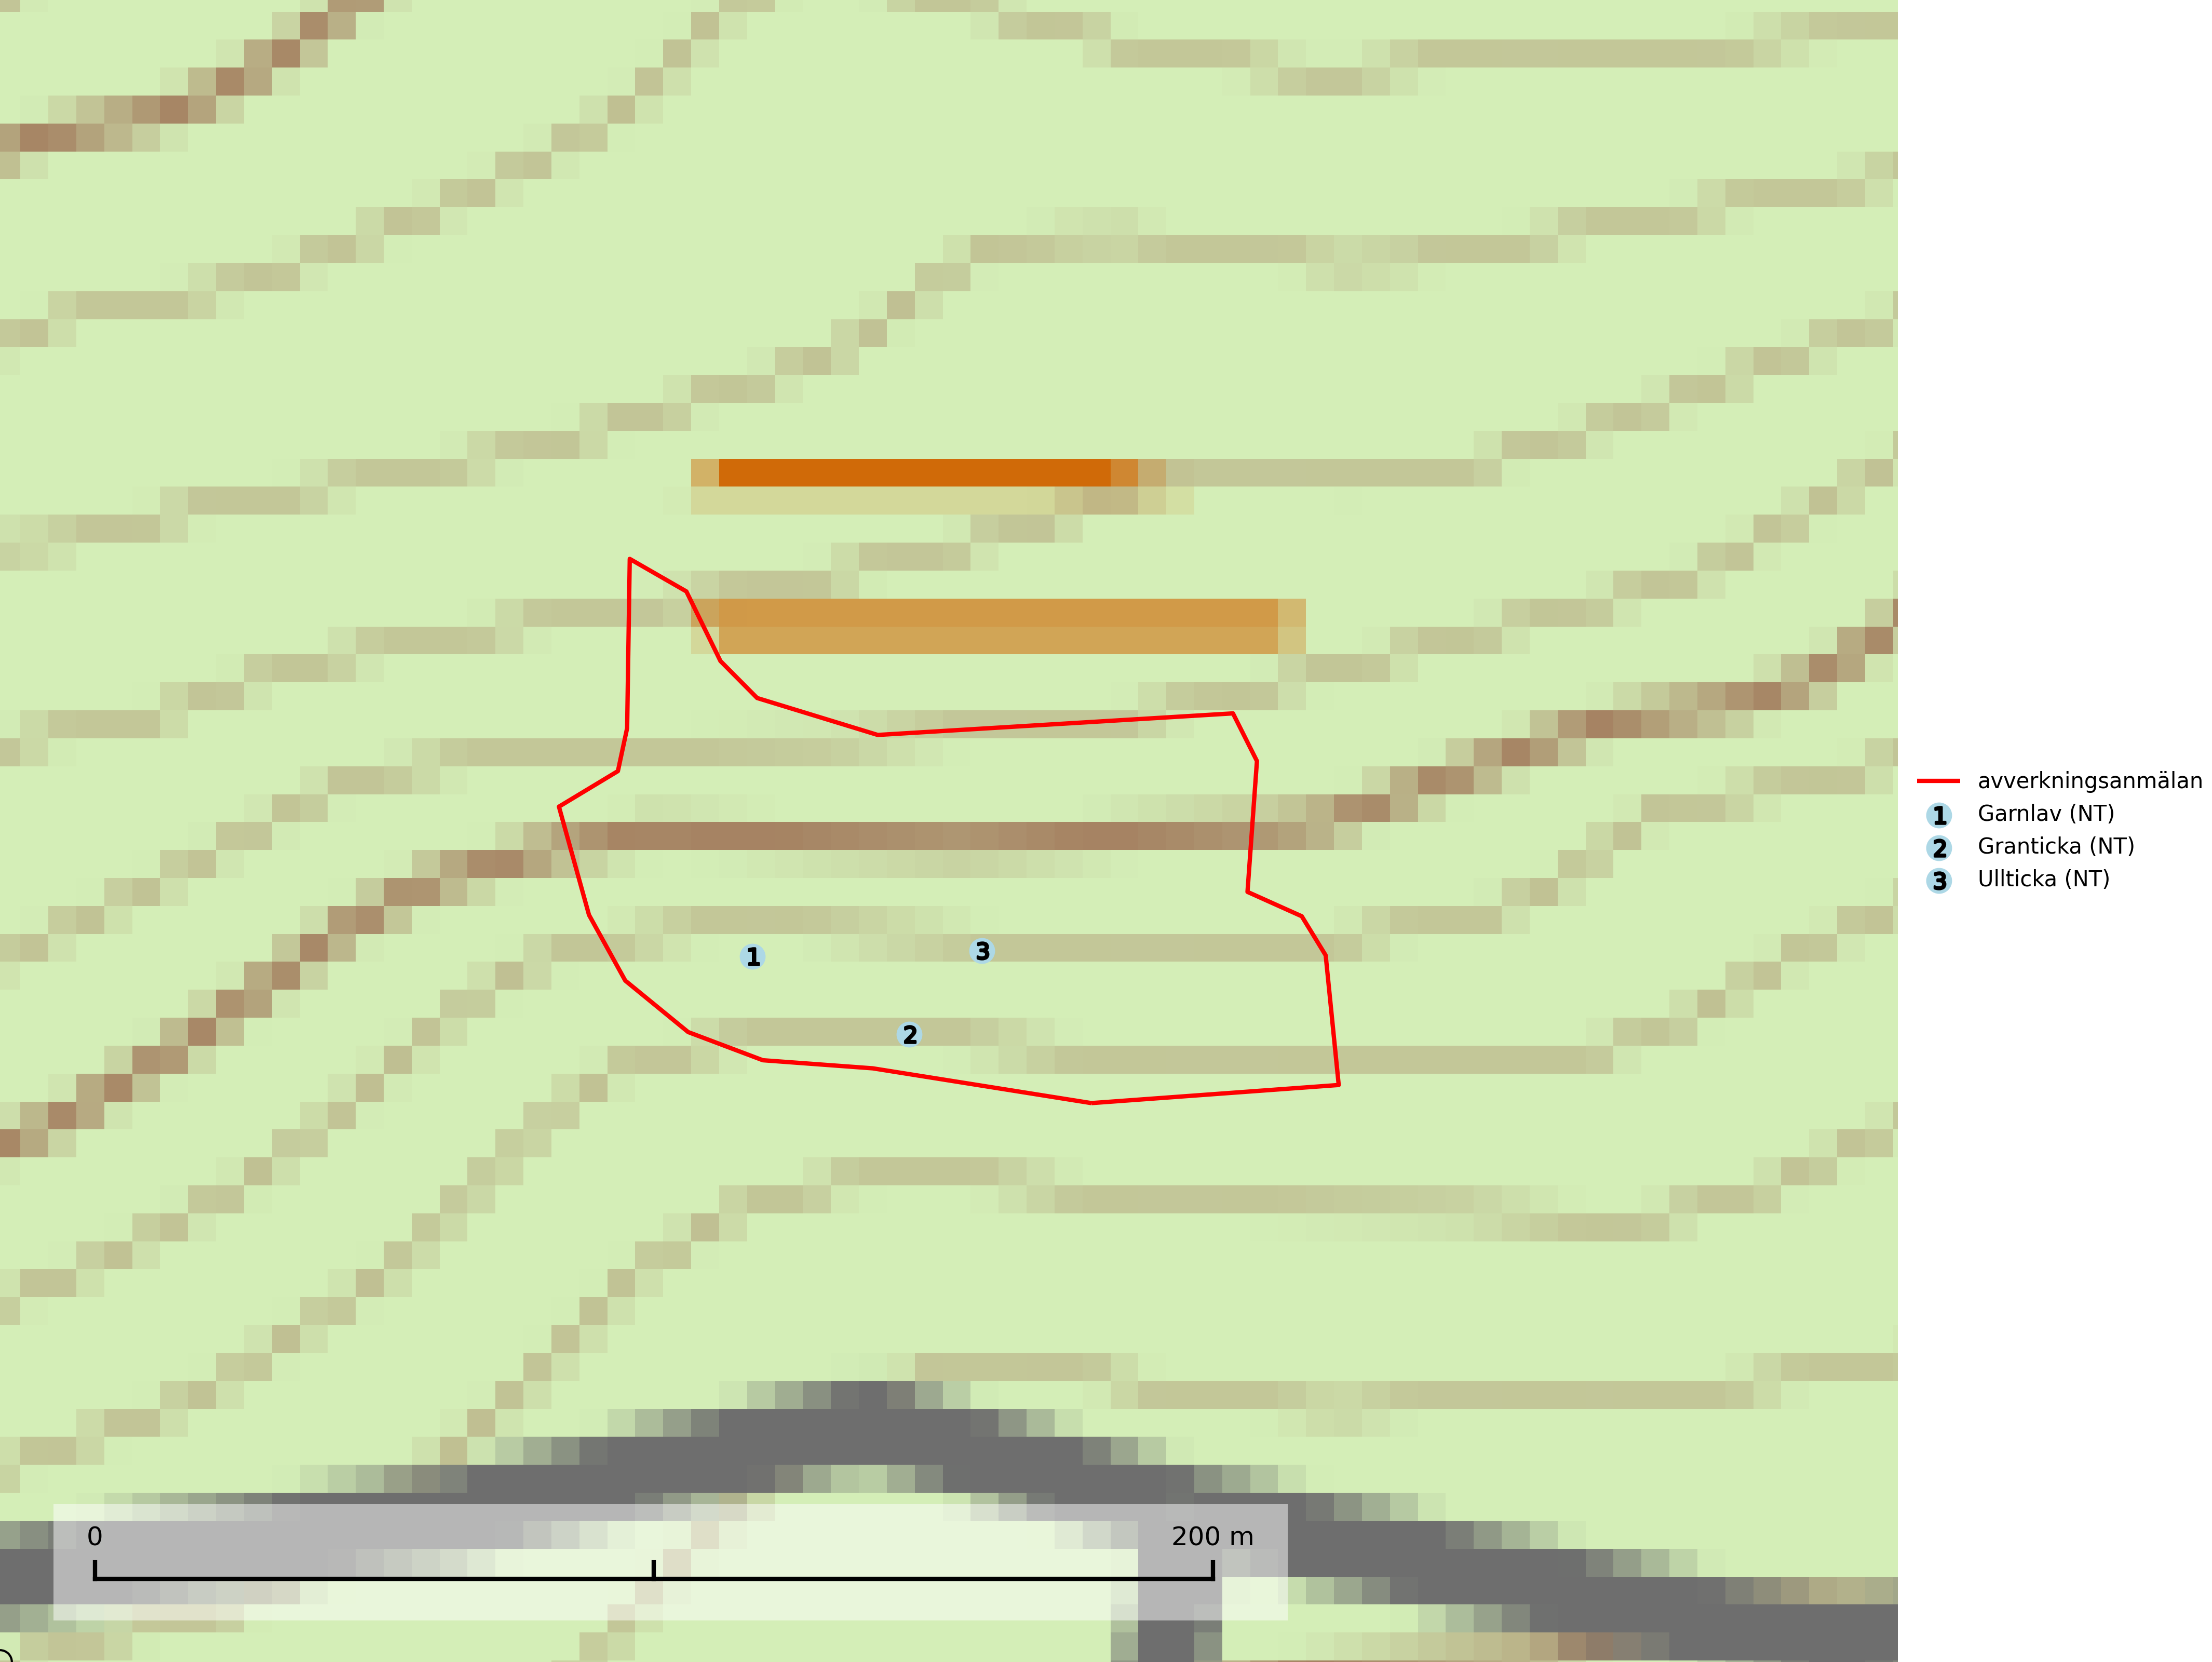 avverkningsanmälan
1 Garnlav (NT)
2 Granticka (NT)
3 Ullticka (NT)
1
3
2
0
200 m